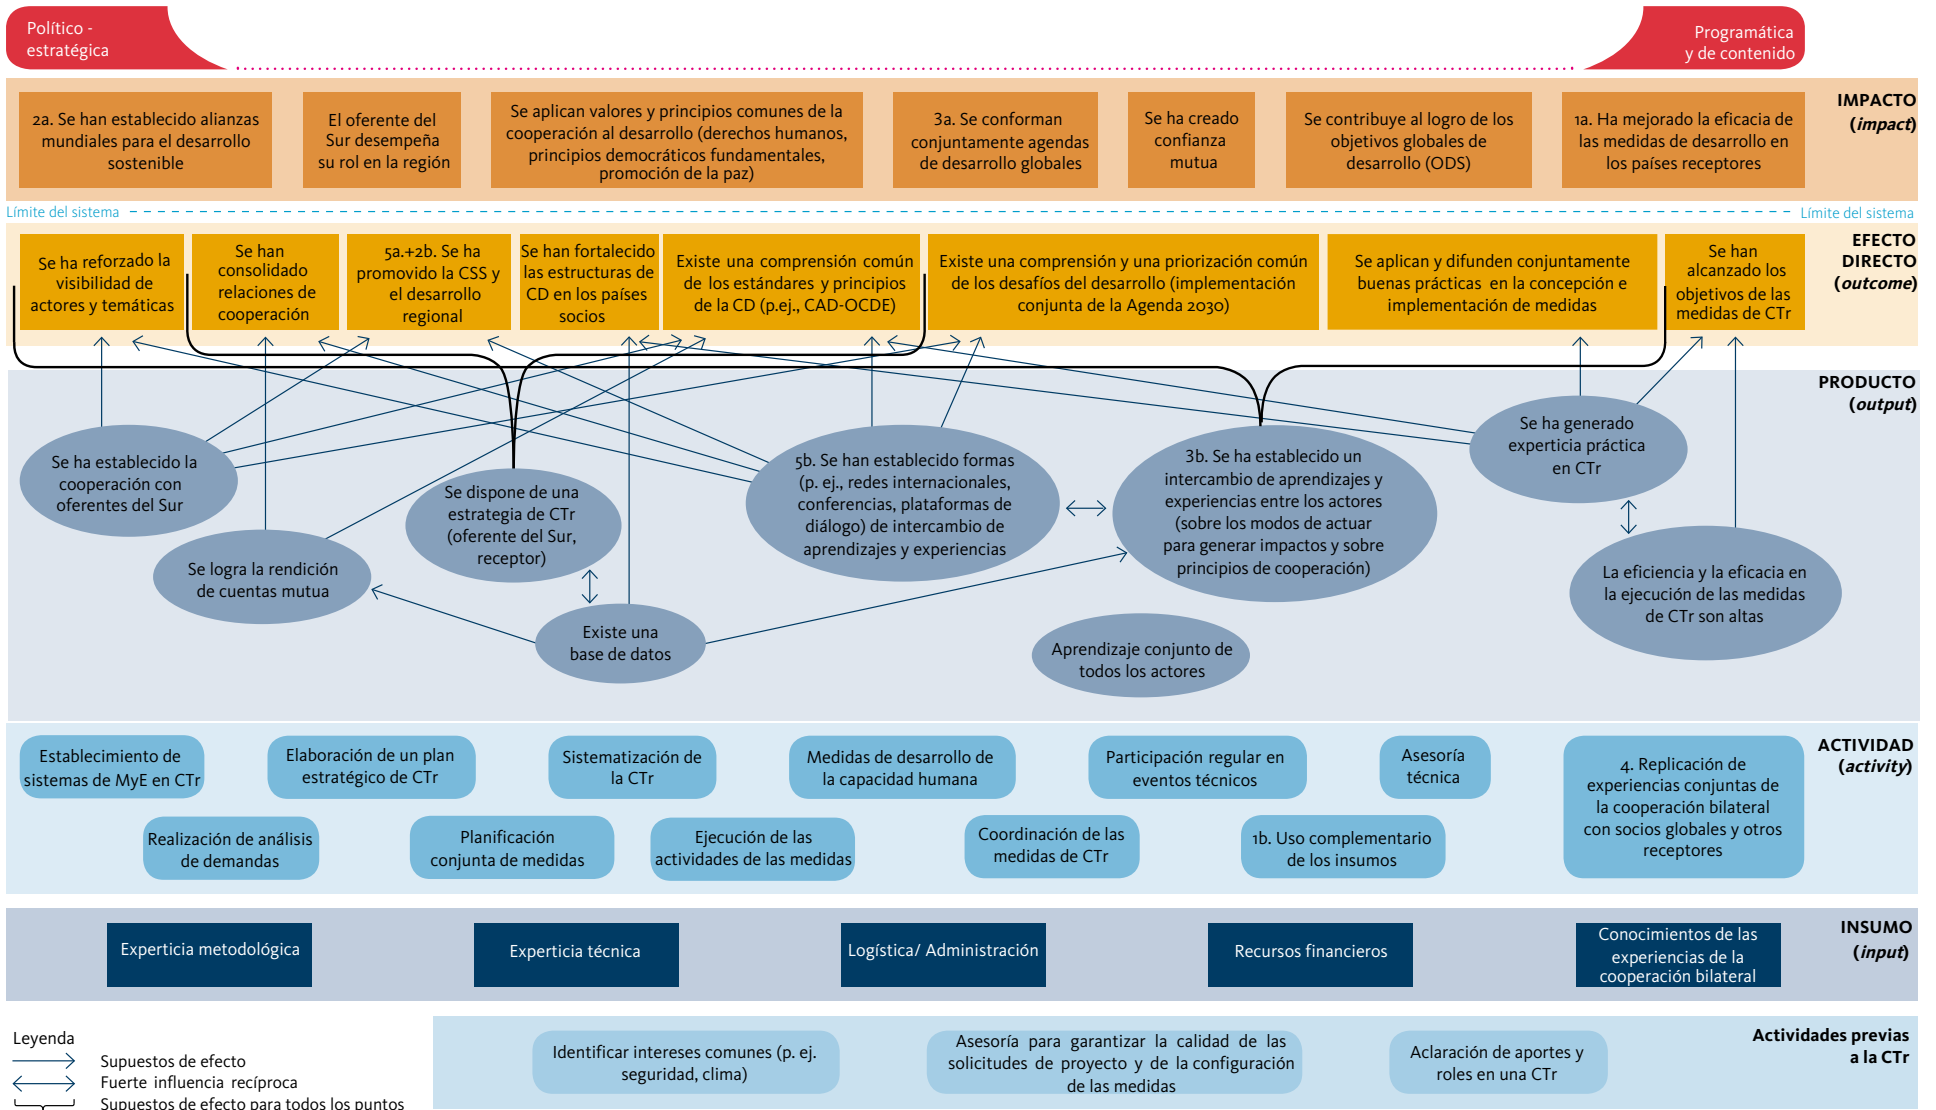 Político -
estratégica
Programática
y de contenido
IMPACTO
(impact)
2a. Se han establecido alianzas
mundiales para el desarrollo
sostenible
El oferente del
Sur desempeña
su rol en la región
Se aplican valores y principios comunes de la
cooperación al desarrollo (derechos humanos,
principios democráticos fundamentales,
promoción de la paz)
3a. Se conforman
conjuntamente agendas
de desarrollo globales
Se ha creado
confianza
mutua
Se contribuye al logro de los
objetivos globales de
desarrollo (ODS)
1a. Ha mejorado la eficacia de
las medidas de desarrollo en
los países receptores
Límite del sistema
Límite del sistema
EFECTO
DIRECTO
(outcome)
Se ha reforzado la
visibilidad de
actores y temáticas
Se han
consolidado
relaciones de
cooperación
5a.+2b. Se ha
promovido la CSS y
el desarrollo
regional
Se han fortalecido
las estructuras de
CD en los países
socios
Existe una comprensión común
de los estándares y principios
de la CD (p.ej., CAD-OCDE)
Existe una comprensión y una priorización común
de los desafíos del desarrollo (implementación
conjunta de la Agenda 2030)
Se aplican y difunden conjuntamente
buenas prácticas en la concepción e
implementación de medidas
Se han
alcanzado los
objetivos de las
medidas de CTr
PRODUCTO
(output)
Se ha establecido la
cooperación con
oferentes del Sur
Se logra la rendición
de cuentas mutua
Se dispone de una
estrategia de CTr
(oferente del Sur,
receptor)
Existe una
base de datos
5b. Se han establecido formas
(p. ej., redes internacionales,
conferencias, plataformas de
diálogo) de intercambio de
aprendizajes y experiencias
3b. Se ha establecido un
intercambio de aprendizajes y
experiencias entre los actores
(sobre los modos de actuar
para generar impactos y sobre
principios de cooperación)
Aprendizaje conjunto de
todos los actores
Se ha generado
experticia práctica
en CTr
La eficiencia y la eficacia en
la ejecución de las medidas
de CTr son altas
ACTIVIDAD
(activity)
Establecimiento de
sistemas de MyE en CTr
Elaboración de un plan
estratégico de CTr
Sistematización de
la CTr
Medidas de desarrollo de
la capacidad humana
Participación regular en
eventos técnicos
Asesoría
técnica
4. Replicación de
experiencias conjuntas de
la cooperación bilateral
con socios globales y otros
receptores
Realización de análisis
de demandas
Planificación
conjunta de medidas
Ejecución de las
actividades de las medidas
Coordinación de las
medidas de CTr
1b. Uso complementario
de los insumos
INSUMO
(input)
Experticia metodológica
Experticia técnica
Logística/ Administración
Recursos financieros
Conocimientos de las
experiencias de la
cooperación bilateral
Actividades previas
a la CTr
Identificar intereses comunes (p. ej.
seguridad, clima)
Asesoría para garantizar la calidad de las
solicitudes de proyecto y de la configuración
de las medidas
Aclaración de aportes y
roles en una CTr
Leyenda
Supuestos de efecto
Fuerte influencia recíproca
Supuestos de efecto para todos los puntos